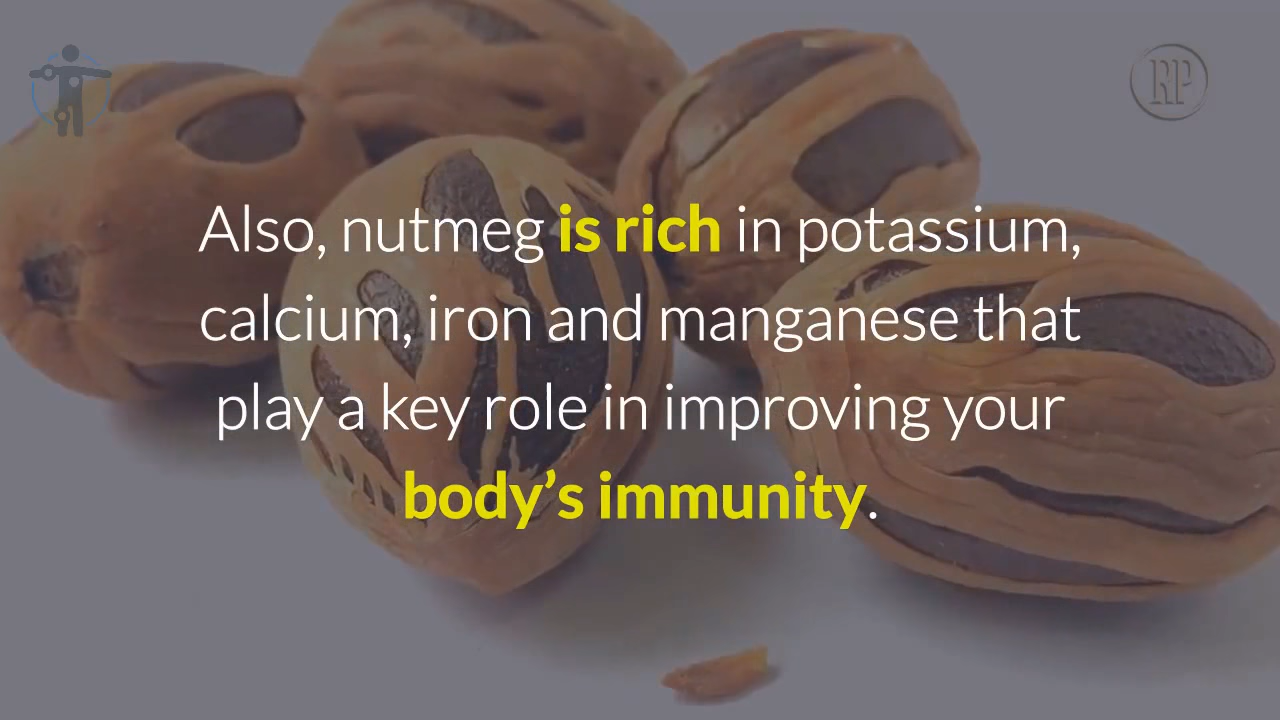 RP
Also, nutmeg is rich in potassium,
calcium, iron and manganese that
play a key role in improving your
body’s immunity.